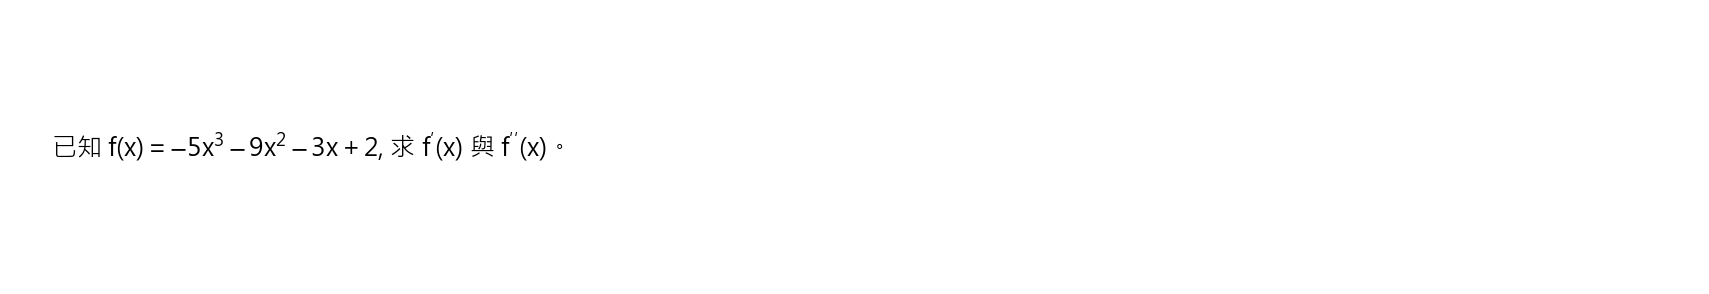 已知 f(x) = −5x³ − 9x² − 3x + 2, 求 f′(x) 與 f′′(x)。